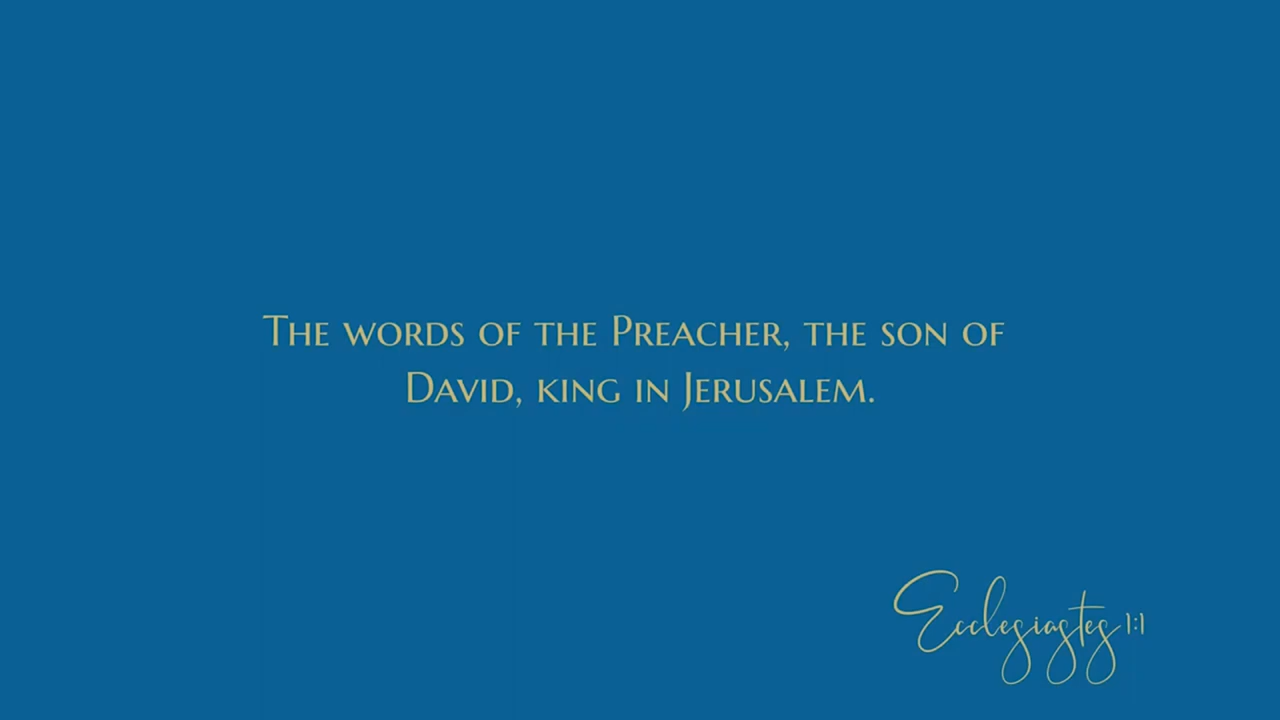 The words of the Preacher, the son of
David, king in Jerusalem.
Ecclesiastes 1:1